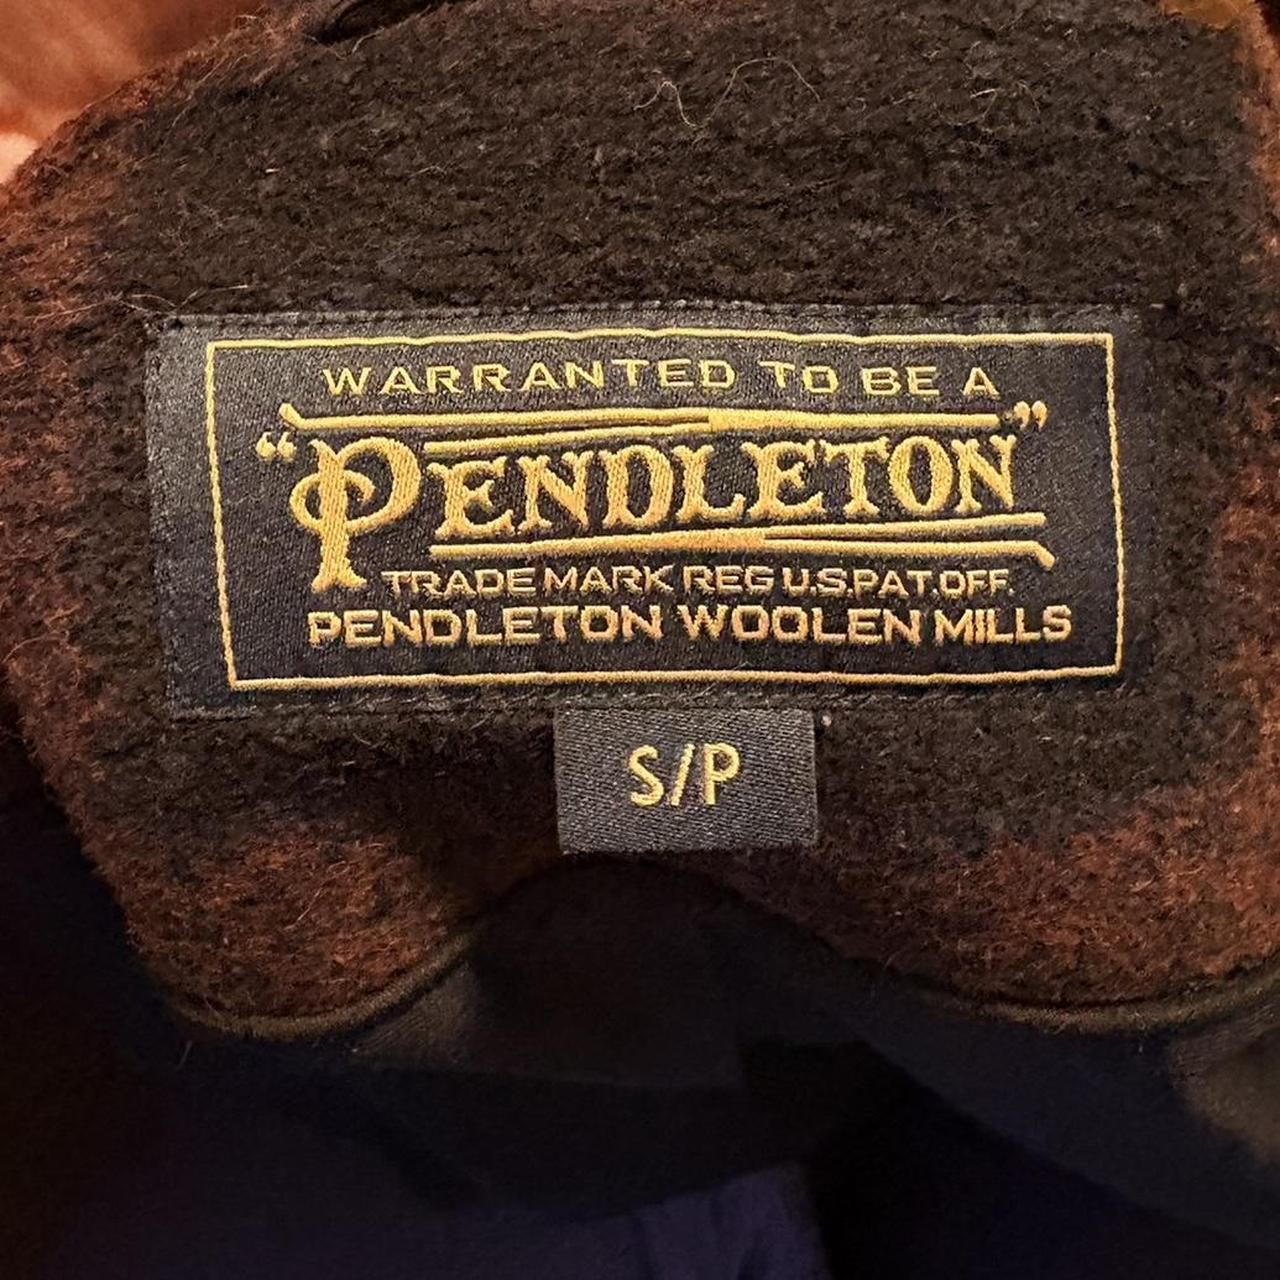 WARRANTED TO BE A
“PENDLETON”
TRADE MARK REG U.S.PAT.OFF.
PENDLETON WOOLEN MILLS
S/P